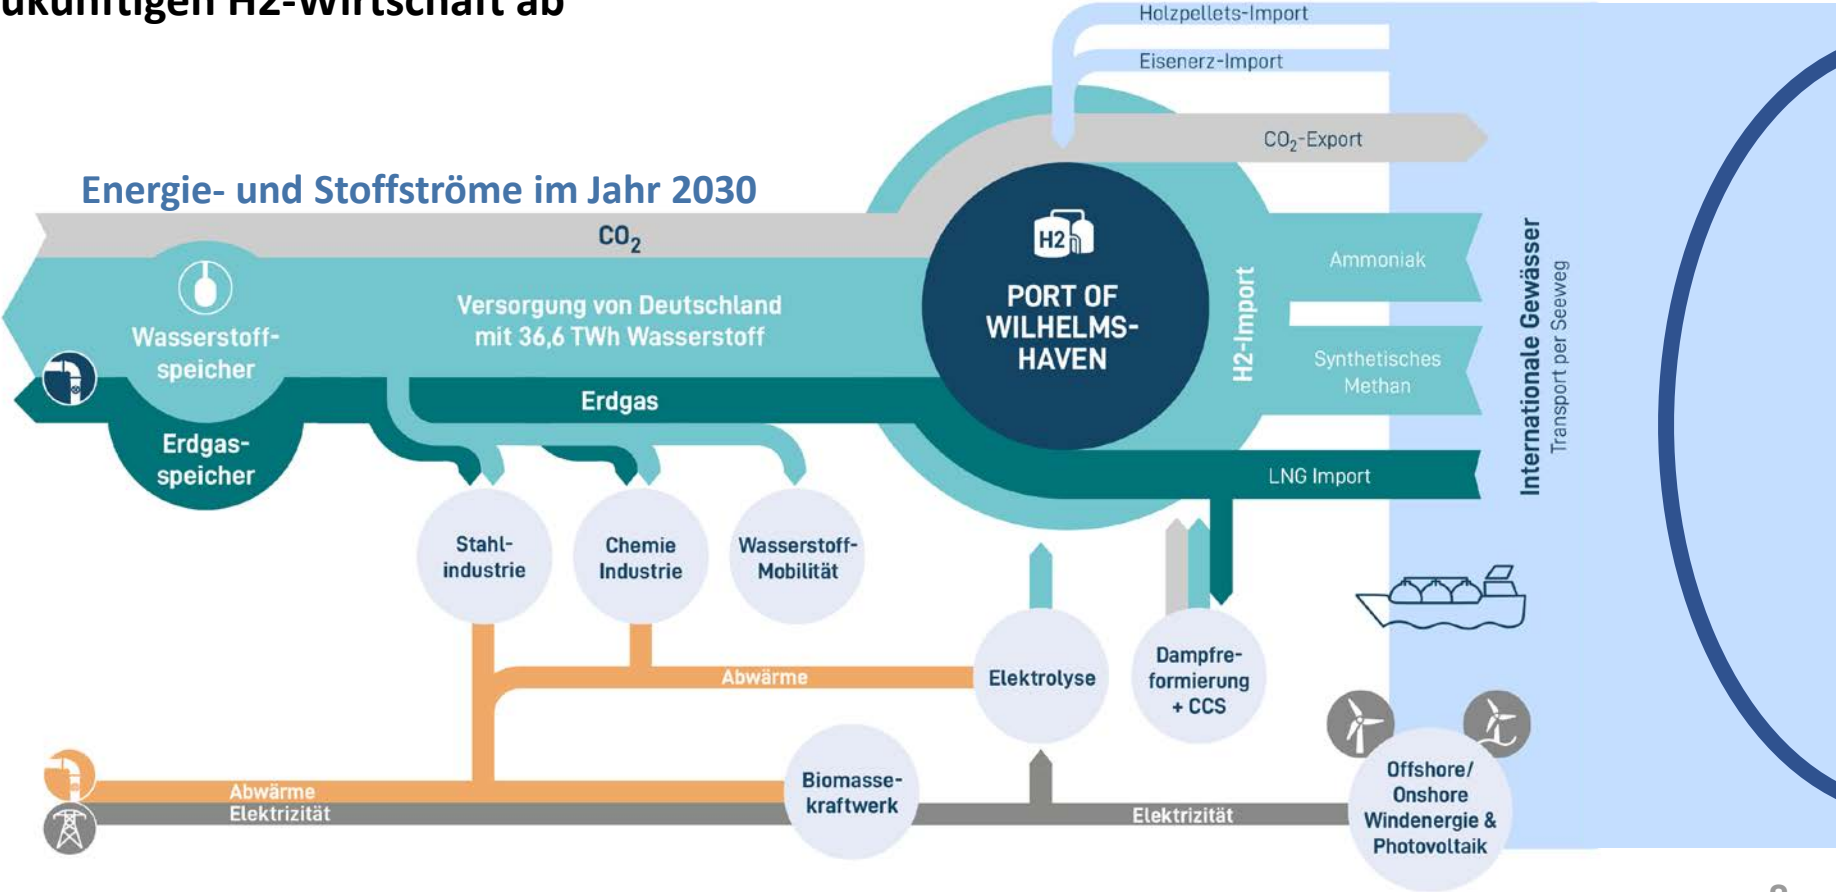 ukünftigen H2-Wirtschaft ab
Holzpellets-Import
Eisenerz-Import
CO₂-Export
Energie- und Stoffströme im Jahr 2030
CO₂
H2
PORT OF
WILHELMS-
HAVEN
H2-Import
Ammoniak
Synthetisches
Methan
Internationale Gewässer
Transport per Seeweg
Versorgung von Deutschland
mit 36,6 TWh Wasserstoff
Wasserstoff-
speicher
Erdgas
Erdgas-
speicher
LNG Import
Stahl-
industrie
Chemie
Industrie
Wasserstoff-
Mobilität
Elektrolyse
Dampfre-
formierung
+ CCS
Abwärme
Biomasse-
kraftwerk
Abwärme
Elektrizität
Elektrizität
Offshore/
Onshore
Windenergie &
Photovoltaik